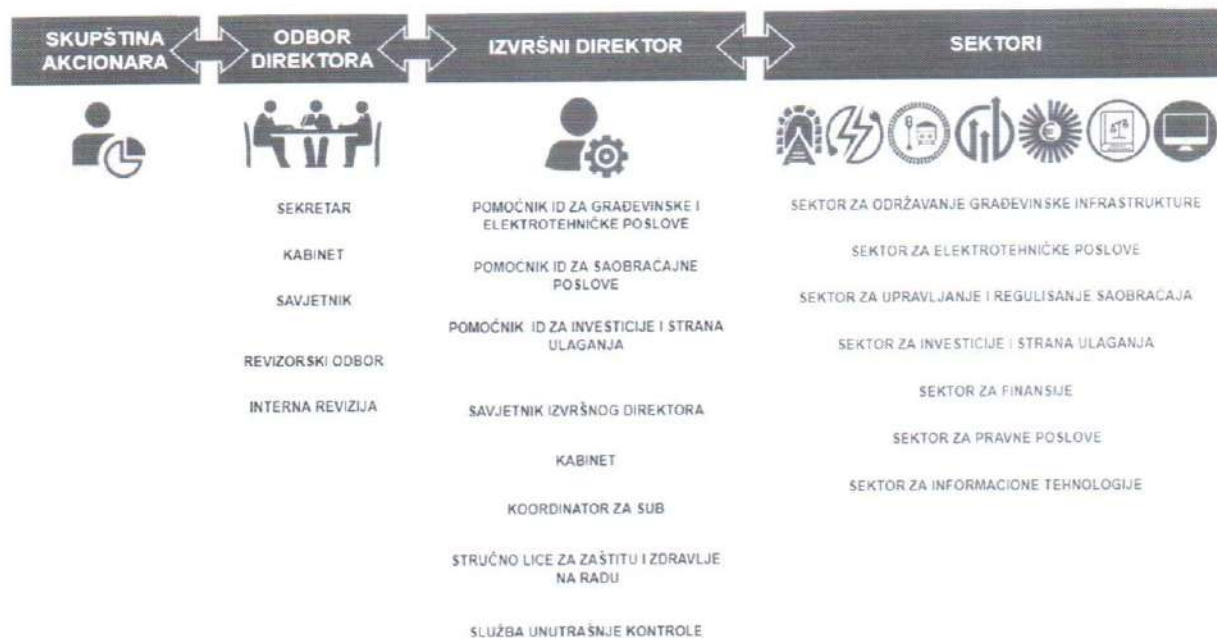 SKUPŠTINA
AKCIONARA
ODBOR
DIREKTORA
IZVRŠNI DIREKTOR
SEKTORI
SEKRETAR
KABINET
SAVJETNIK
REVIZORSKI ODBOR
INTERNA REVIZIJA
POMOĆNIK ID ZA GRAĐEVINSKE I
ELEKTROTEHNIČKE POSLOVE
POMOĆNIK ID ZA SAOBRAĆAJNE
POSLOVE
POMOĆNIK ID ZA INVESTICIJE I STRANA
ULAGANJA
SAVJETNIK IZVRŠNOG DIREKTORA
KABINET
KOORDINATOR ZA SUB
STRUČNO LICE ZA ZAŠTITU I ZDRAVLJE
NA RADU
SLUŽBA UNUTRAŠNJE KONTROLE
SEKTOR ZA ODRŽAVANJE GRAĐEVINSKE INFRASTRUKTURE
SEKTOR ZA ELEKTROTEHNIČKE POSLOVE
SEKTOR ZA UPRAVLJANJE I REGULISANJE SAOBRAĆAJA
SEKTOR ZA INVESTICIJE I STRANA ULAGANJA
SEKTOR ZA FINANSIJE
SEKTOR ZA PRAVNE POSLOVE
SEKTOR ZA INFORMACIONE TEHNOLOGIJE